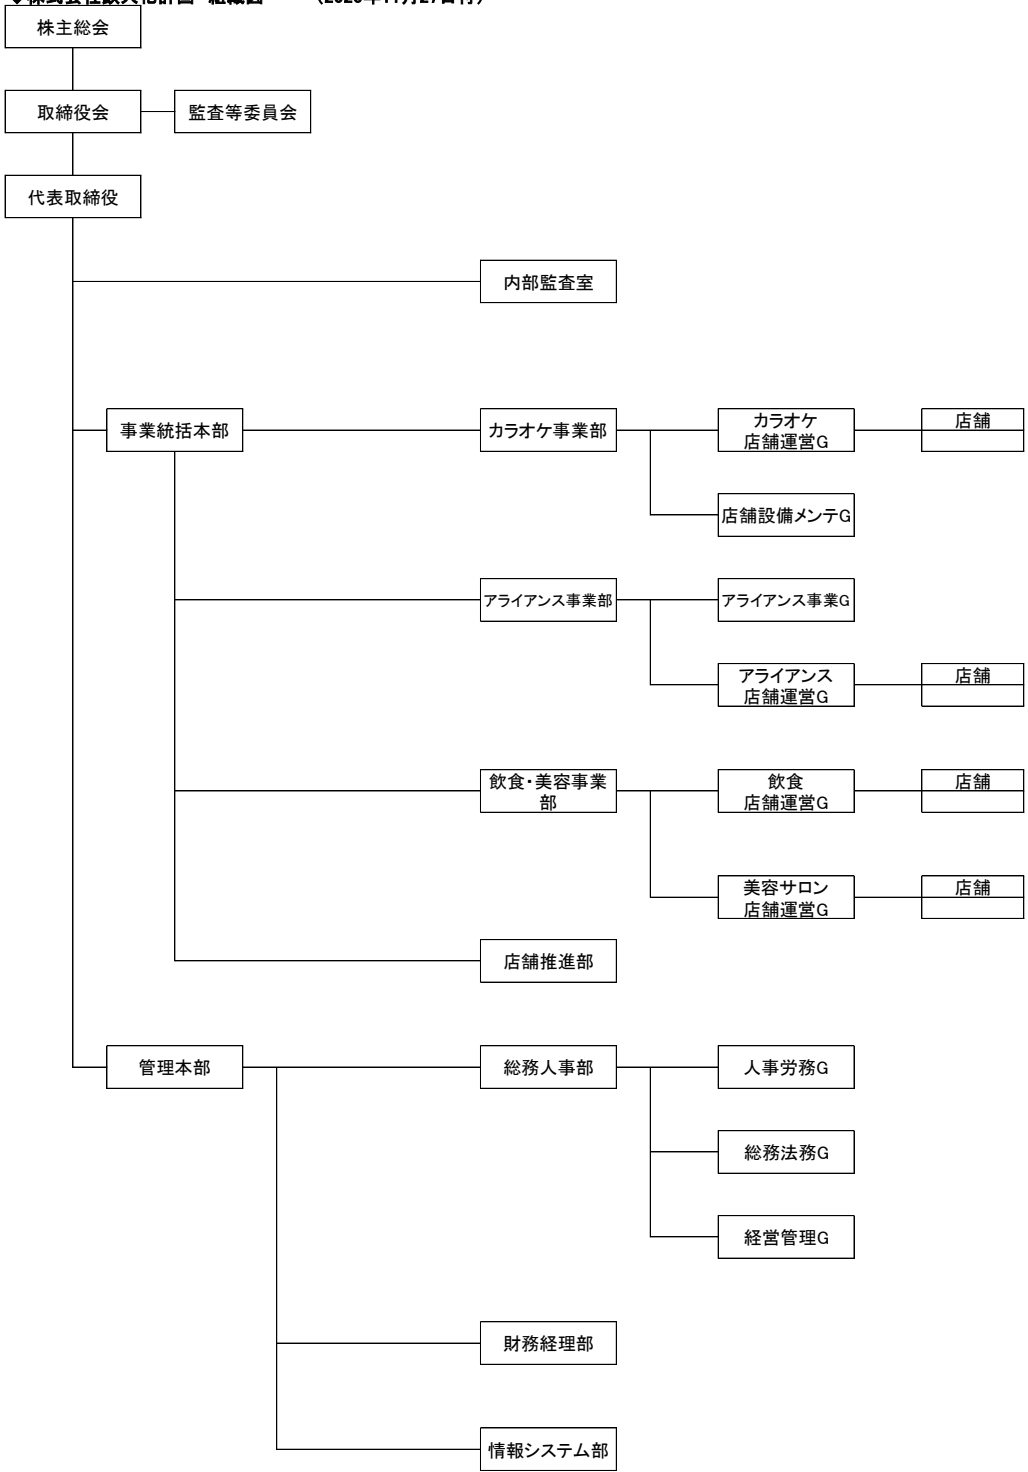 株主総会
取締役会
監査等委員会
代表取締役
内部監査室
事業統括本部
カラオケ事業部
カラオケ
店舗運営G
店舗
店舗設備メンテG
アライアンス事業部
アライアンス事業G
アライアンス
店舗運営G
店舗
飲食・美容事業
部
飲食
店舗運営G
店舗
美容サロン
店舗運営G
店舗
店舗推進部
管理本部
総務人事部
人事労務G
総務法務G
経営管理G
財務経理部
情報システム部